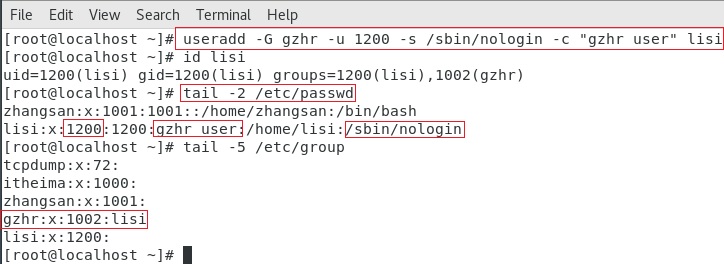 File Edit View Search Terminal Help
[root@localhost ~]# useradd -G gzhr -u 1200 -s /sbin/nologin -c "gzhr user" lisi
[root@localhost ~]# id lisi
uid=1200(lisi) gid=1200(lisi) groups=1200(lisi),1002(gzhr)
[root@localhost ~]# tail -2 /etc/passwd
zhangsan:x:1001:1001::/home/zhangsan:/bin/bash
lisi:x:1200:1200:gzhr user:/home/lisi:/sbin/nologin
[root@localhost ~]# tail -5 /etc/group
tcpdump:x:72:
itheima:x:1000:
zhangsan:x:1001:
gzhr:x:1002:lisi
lisi:x:1200:
[root@localhost ~]#